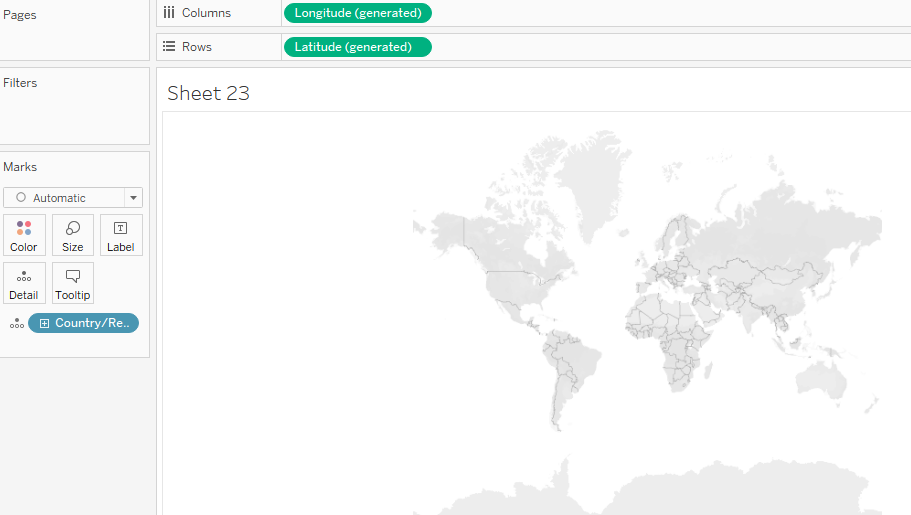 Pages
Columns
Longitude (generated)
Rows
Latitude (generated)
Filters
Sheet 23
Marks
Automatic
Color
Size
Label
Detail
Tooltip
Country/Re..